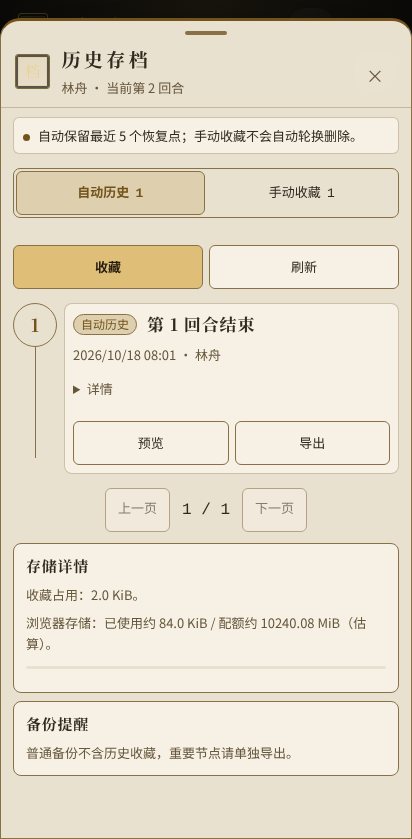 档
历史存档
林舟 · 当前第 2 回合
自动保留最近 5 个恢复点；手动收藏不会自动轮换删除。
自动历史 1
手动收藏 1
收藏
刷新
1
自动历史 第 1 回合结束
2026/10/18 08:01 · 林舟
详情
预览
导出
上一页 1 / 1 下一页
存储详情
收藏占用：2.0 KiB。
浏览器存储：已使用约 84.0 KiB / 配额约 10240.08 MiB（估
算）。
备份提醒
普通备份不含历史收藏，重要节点请单独导出。